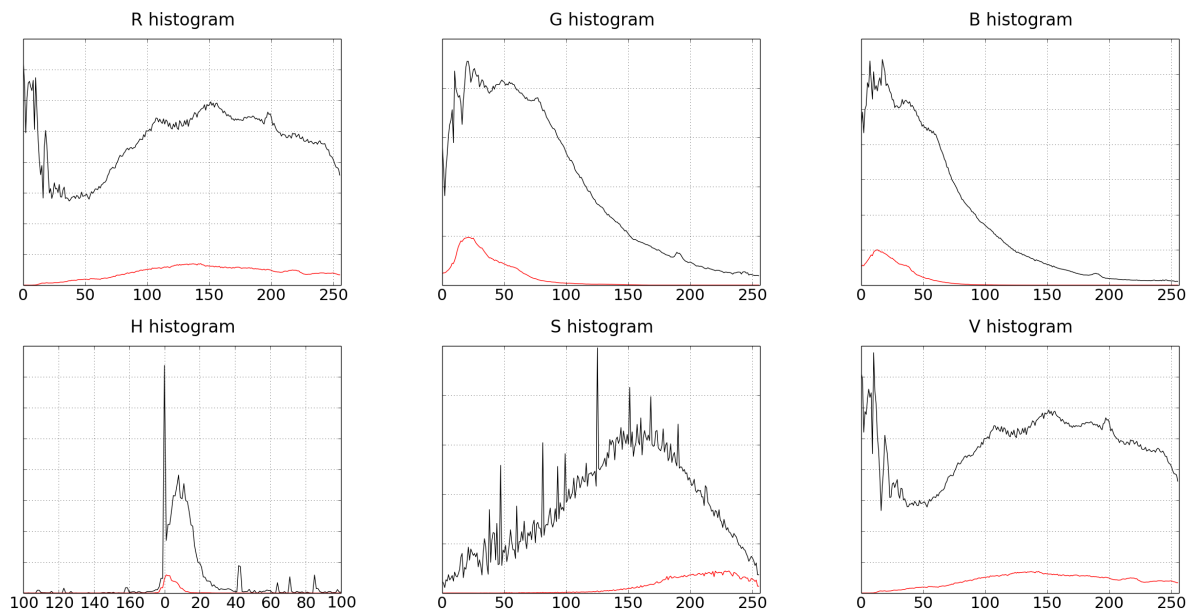 R histogram G histogram B histogram
0 50 100 150 200 250 0 50 100 150 200 250 0 50 100 150 200 250
H histogram S histogram V histogram
100 120 140 160 0 20 40 60 80 100 0 50 100 150 200 250 0 50 100 150 200 250